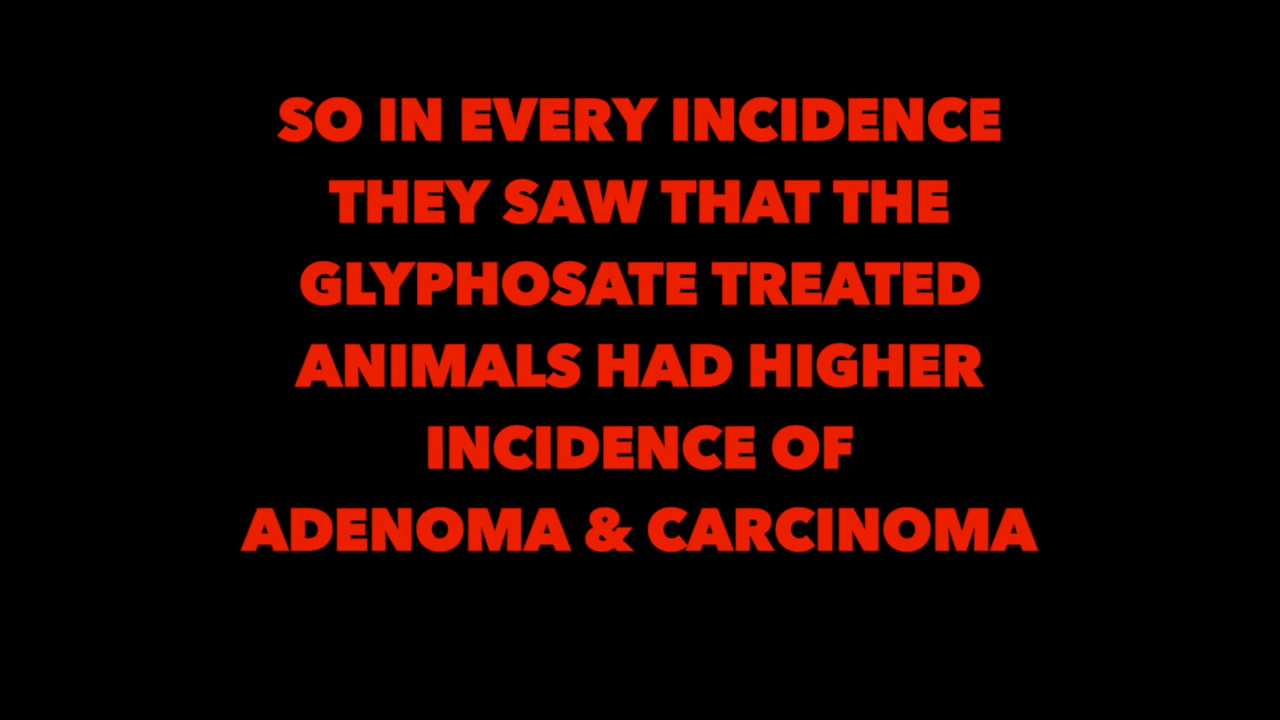 SO IN EVERY INCIDENCE
THEY SAW THAT THE
GLYPHOSATE TREATED
ANIMALS HAD HIGHER
INCIDENCE OF
ADENOMA & CARCINOMA